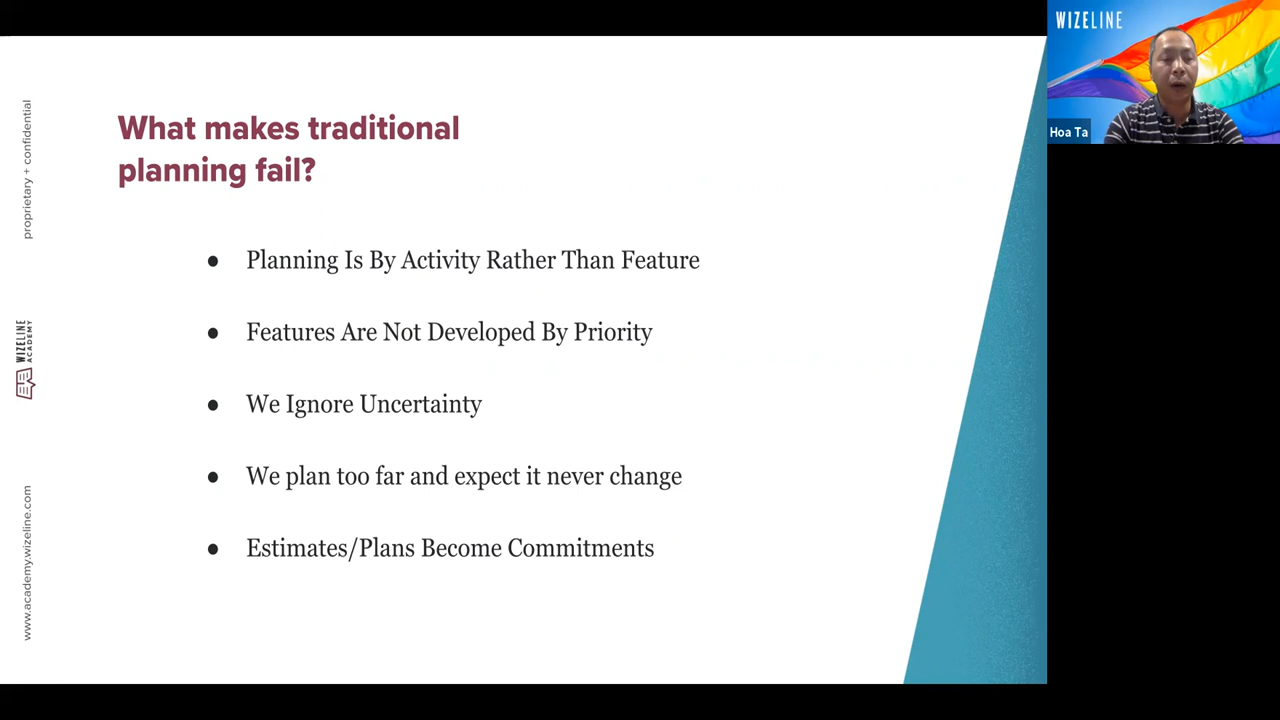 What makes traditional
planning fail?
● Planning Is By Activity Rather Than Feature
● Features Are Not Developed By Priority
● We Ignore Uncertainty
● We plan too far and expect it never change
● Estimates/Plans Become Commitments
proprietary + confidential
WIZELINE
ACADEMY
www.academy.wizeline.com
WIZELINE
Hoa Ta